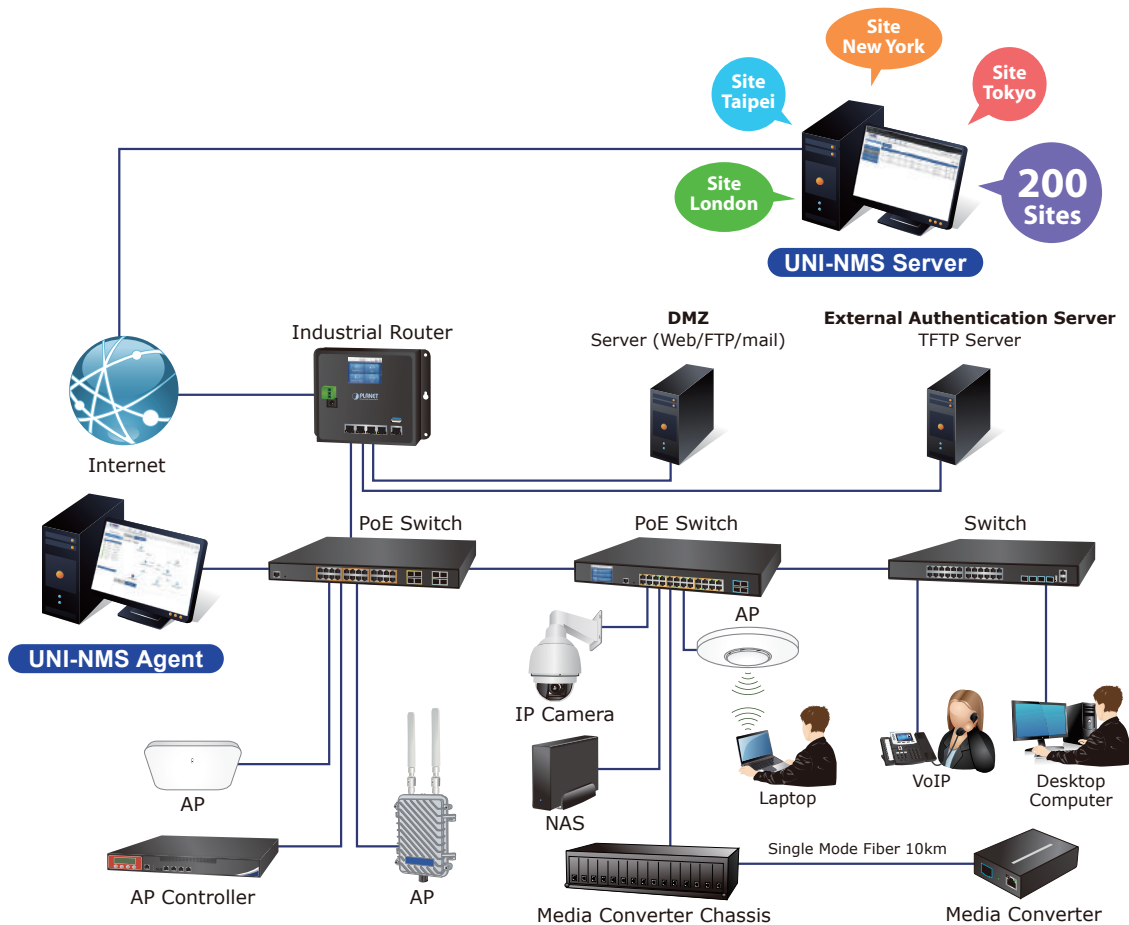 Site
New York
Site
Taipei
Site
Tokyo
Site
London
200
Sites
UNI-NMS Server
Industrial Router
DMZ
Server (Web/FTP/mail)
External Authentication Server
TFTP Server
PLANET
Internet
PoE Switch
PoE Switch
Switch
UNI-NMS Agent
AP
IP Camera
AP
NAS
Laptop
VoIP
Desktop
Computer
AP Controller
AP
Single Mode Fiber 10km
Media Converter Chassis
Media Converter